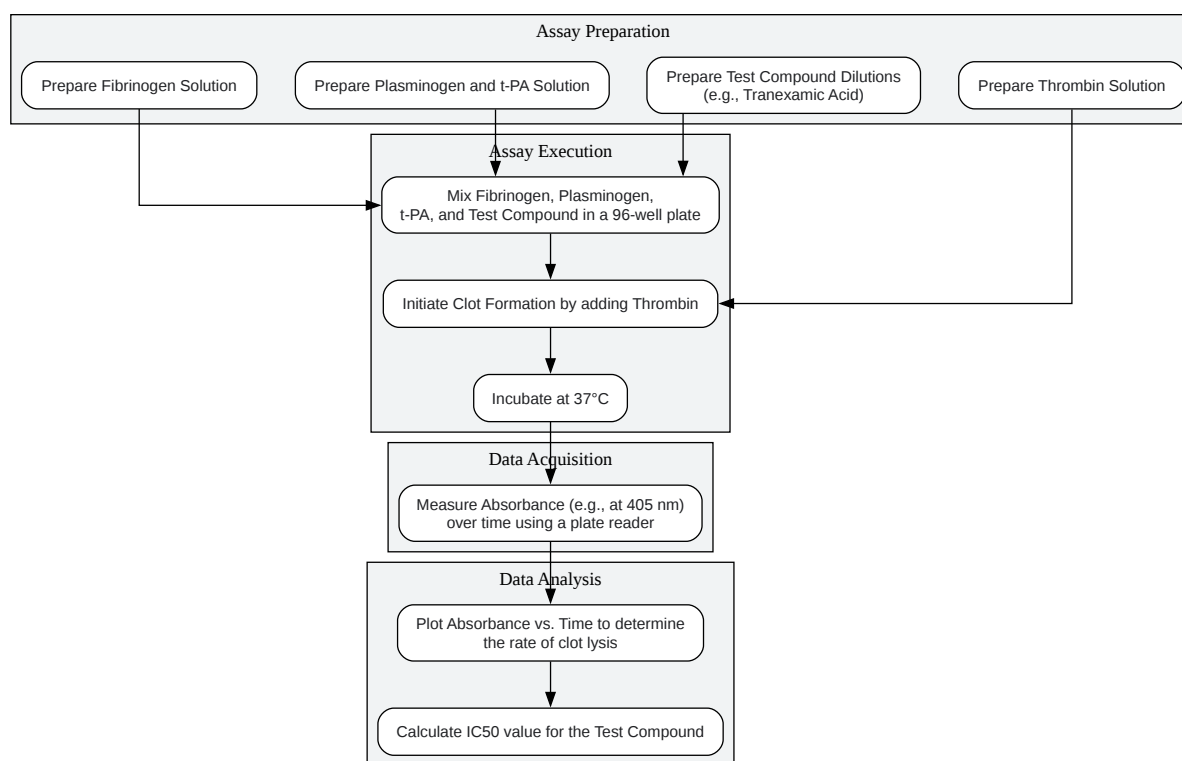 Assay Preparation
Prepare Fibrinogen Solution
Prepare Plasminogen and t-PA Solution
Prepare Test Compound Dilutions
(e.g., Tranexamic Acid)
Prepare Thrombin Solution
Assay Execution
Mix Fibrinogen, Plasminogen,
t-PA, and Test Compound in a 96-well plate
Initiate Clot Formation by adding Thrombin
Incubate at 37°C
Data Acquisition
Measure Absorbance (e.g., at 405 nm)
over time using a plate reader
Data Analysis
Plot Absorbance vs. Time to determine
the rate of clot lysis
Calculate IC50 value for the Test Compound